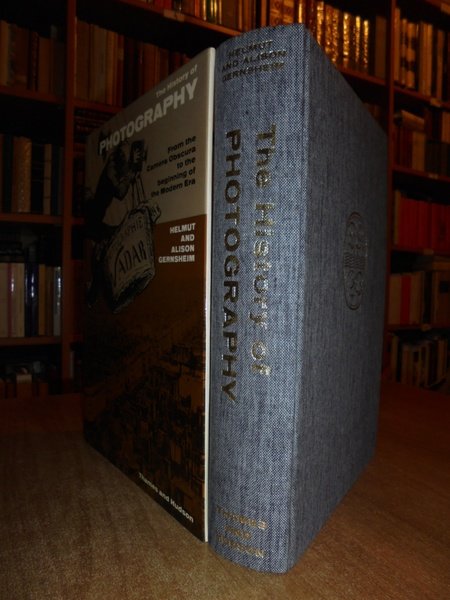 The History of
PHOTOGRAPHY
From the
Camera Obscura
to the
beginning of
the Modern Era
HELMUT
AND
ALISON
GERNSHEIM
NADAR
Thames and Hudson
HELMUT
AND ALISON
GERNSHEIM
The History of
PHOTOGRAPHY
THAMES
AND
HUDSON